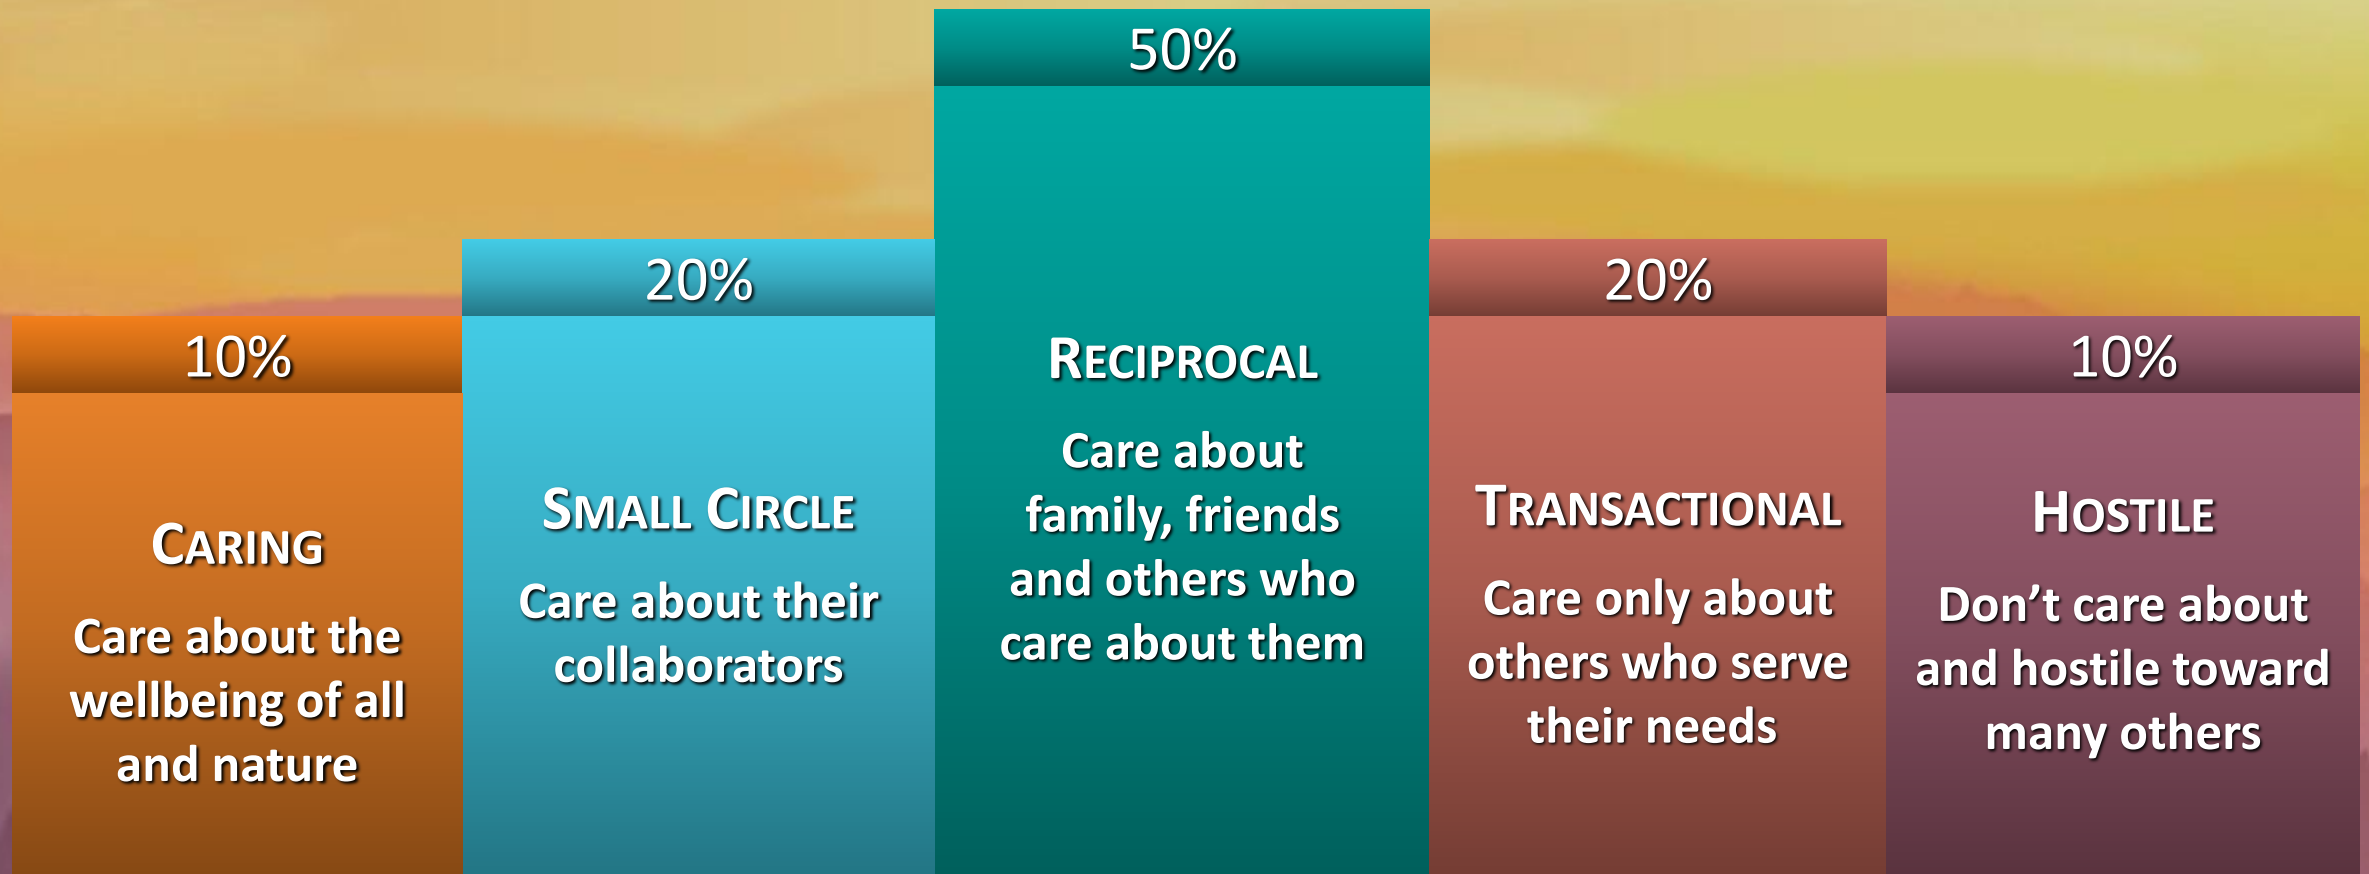 10%
CARING
Care about the
wellbeing of all
and nature
20%
SMALL CIRCLE
Care about their
collaborators
50%
RECIPROCAL
Care about
family, friends
and others who
care about them
20%
TRANSACTIONAL
Care only about
others who serve
their needs
10%
HOSTILE
Don’t care about
and hostile toward
many others